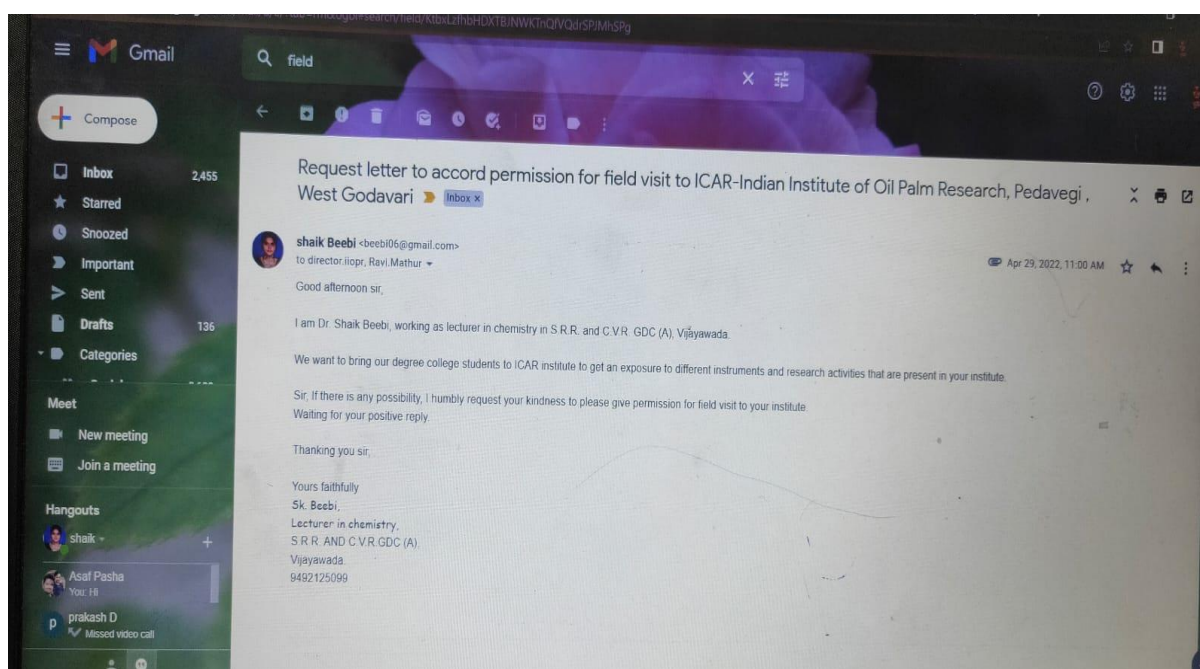 Gmail
field
Compose
Inbox 2,455
Starred
Snoozed
Important
Sent
Drafts 136
Categories
Meet
New meeting
Join a meeting
Hangouts
shaik
Asaf Pasha
You: Hi
prakash D
Missed video call
Request letter to accord permission for field visit to ICAR-Indian Institute of Oil Palm Research, Pedavegi ,
West Godavari Inbox x
shaik Beebi <beebi06@gmail.com>
to director.iiopr, Ravi.Mathur
Apr 29, 2022, 11:00 AM
Good afternoon sir,
I am Dr. Shaik Beebi, working as lecturer in chemistry in S.R.R. and C.V.R. GDC (A), Vijayawada.
We want to bring our degree college students to ICAR institute to get an exposure to different instruments and research activities that are present in your institute.
Sir, If there is any possibility, I humbly request your kindness to please give permission for field visit to your institute.
Waiting for your positive reply.
Thanking you sir,
Yours faithfully
Sk. Beebi,
Lecturer in chemistry,
S.R.R. AND C.V.R.GDC (A),
Vijayawada.
9492125099